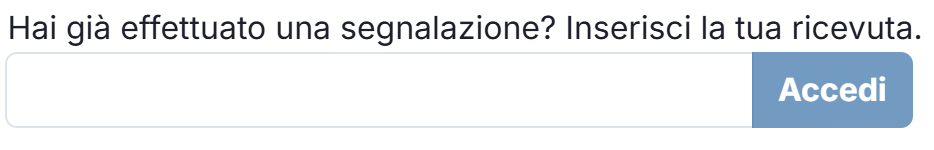 Hai già effettuato una segnalazione? Inserisci la tua ricevuta.
Accedi